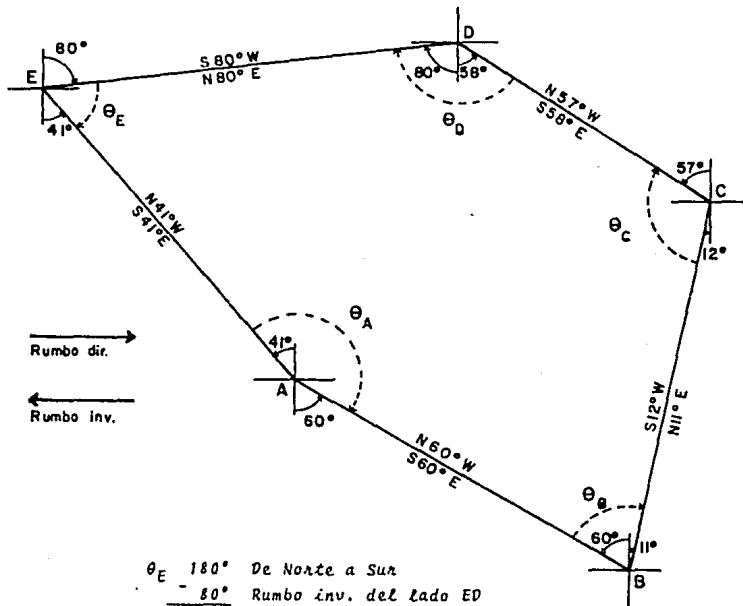 D
80°
S 80° W
N 80° E
E
80° 58°
θE
41°
θD
N 57° W
S 58° E
57°
C
θC
12°
N 41° W
S 41° E
θA
41°
Rumbo dir.
A
60°
Rumbo inv.
S 12° W
N 11° E
N 60° W
S 60° E
θB
60° 11°
B
θE 180° De Norte a Sur
- 80° Rumbo inv. del lado ED